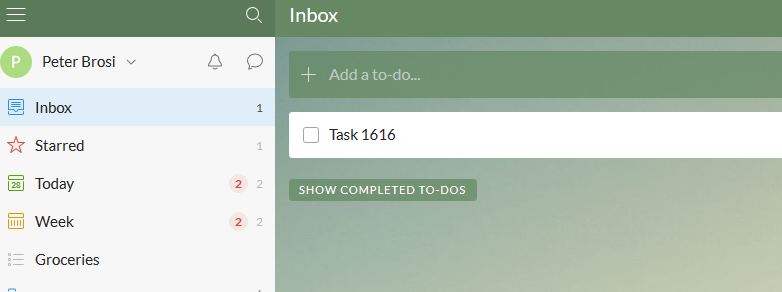 Inbox
P
Peter Brosi
Inbox 1
Starred 1
28 Today 2 2
Week 2 2
Groceries
Add a to-do...
Task 1616
SHOW COMPLETED TO-DOS